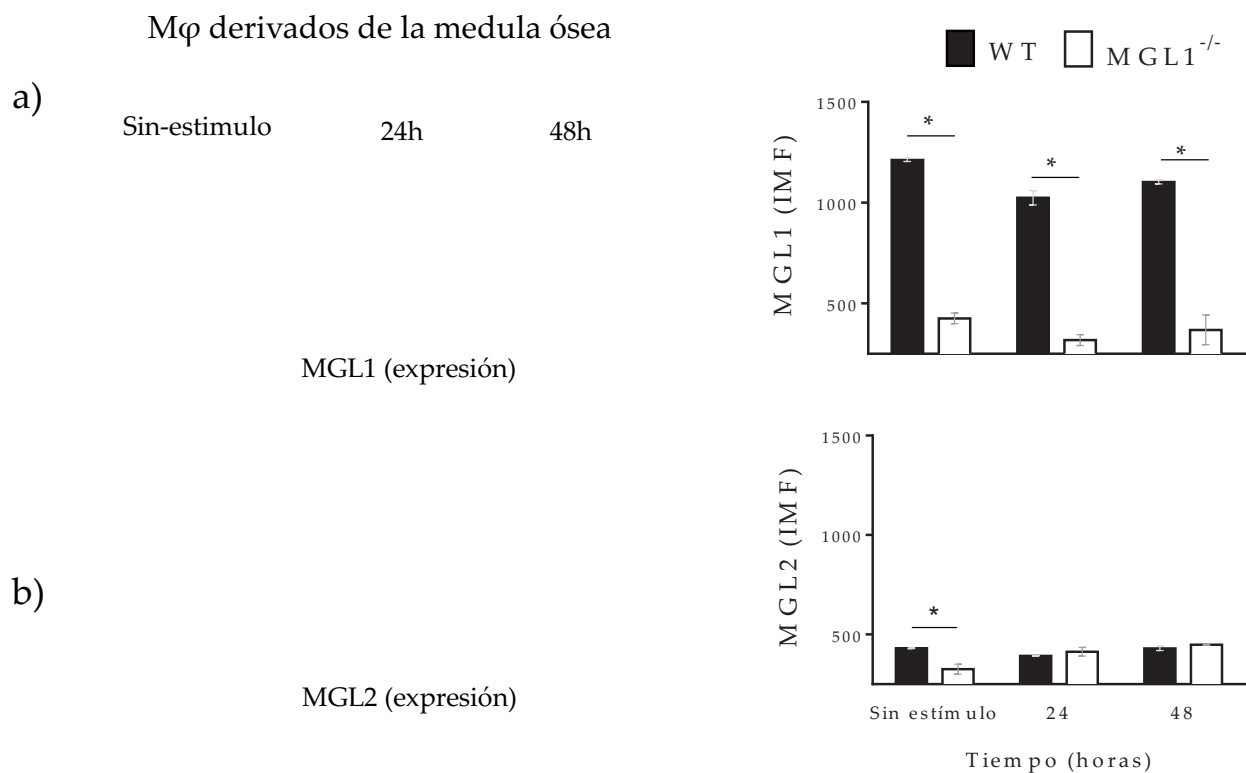 Mφ derivados de la medula ósea
WT MGL1-/-
a)
Sin-estimulo 24h 48h
MGL1 (expresión)
1500
1000
500
MGL1 (IMF)
* * *
b)
MGL2 (expresión)
1500
1000
500
MGL2 (IMF)
*
Sin estímulo 24 48
Tiempo (horas)